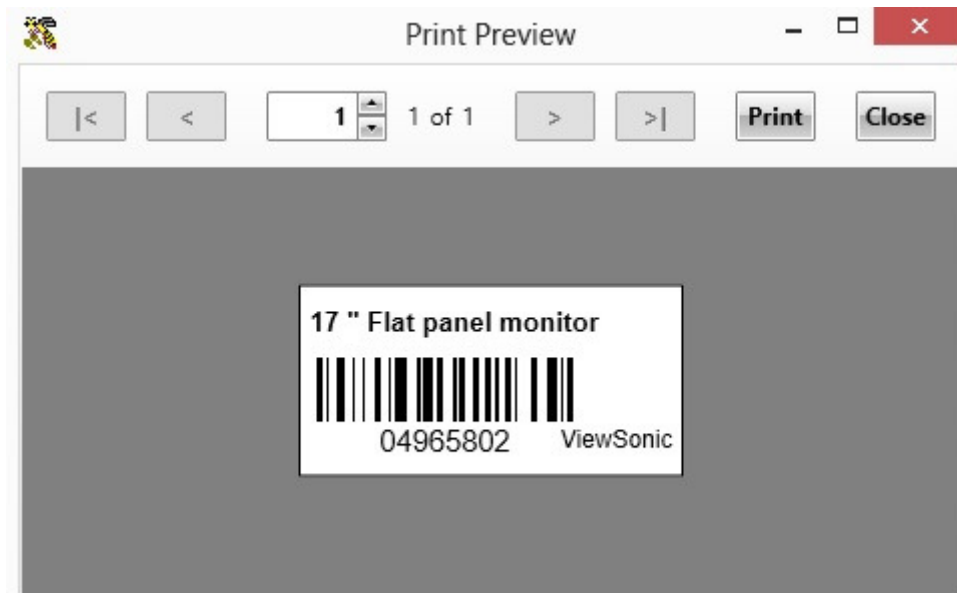 Print Preview
|< < 1 1 of 1 > >| Print Close
17 " Flat panel monitor
04965802 ViewSonic